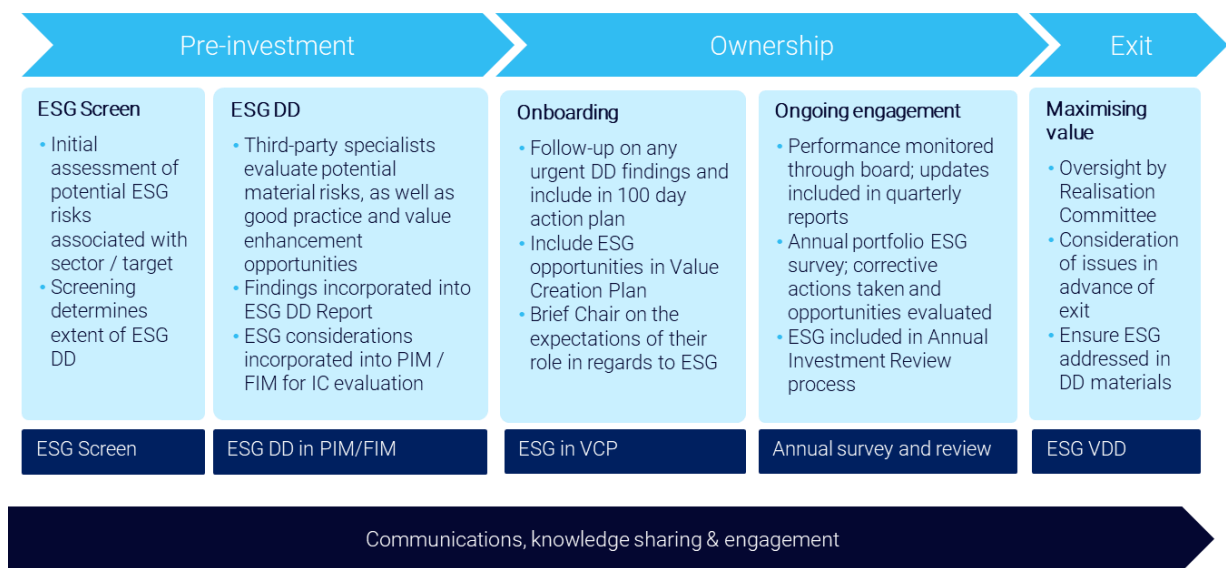 Pre-investment
Ownership
Exit
ESG Screen
• Initial
assessment of
potential ESG
risks
associated with
sector / target
• Screening
determines
extent of ESG
DD
ESG DD
• Third-party specialists
evaluate potential
material risks, as well as
good practice and value
enhancement
opportunities
• Findings incorporated into
ESG DD Report
• ESG considerations
incorporated into PIM /
FIM for IC evaluation
Onboarding
• Follow-up on any
urgent DD findings and
include in 100 day
action plan
• Include ESG
opportunities in Value
Creation Plan
• Brief Chair on the
expectations of their
role in regards to ESG
Ongoing engagement
• Performance monitored
through board; updates
included in quarterly
reports
• Annual portfolio ESG
survey; corrective
actions taken and
opportunities evaluated
• ESG included in Annual
Investment Review
process
Maximising
value
• Oversight by
Realisation
Committee
• Consideration
of issues in
advance of
exit
• Ensure ESG
addressed in
DD materials
ESG Screen
ESG DD in PIM/FIM
ESG in VCP
Annual survey and review
ESG VDD
Communications, knowledge sharing & engagement